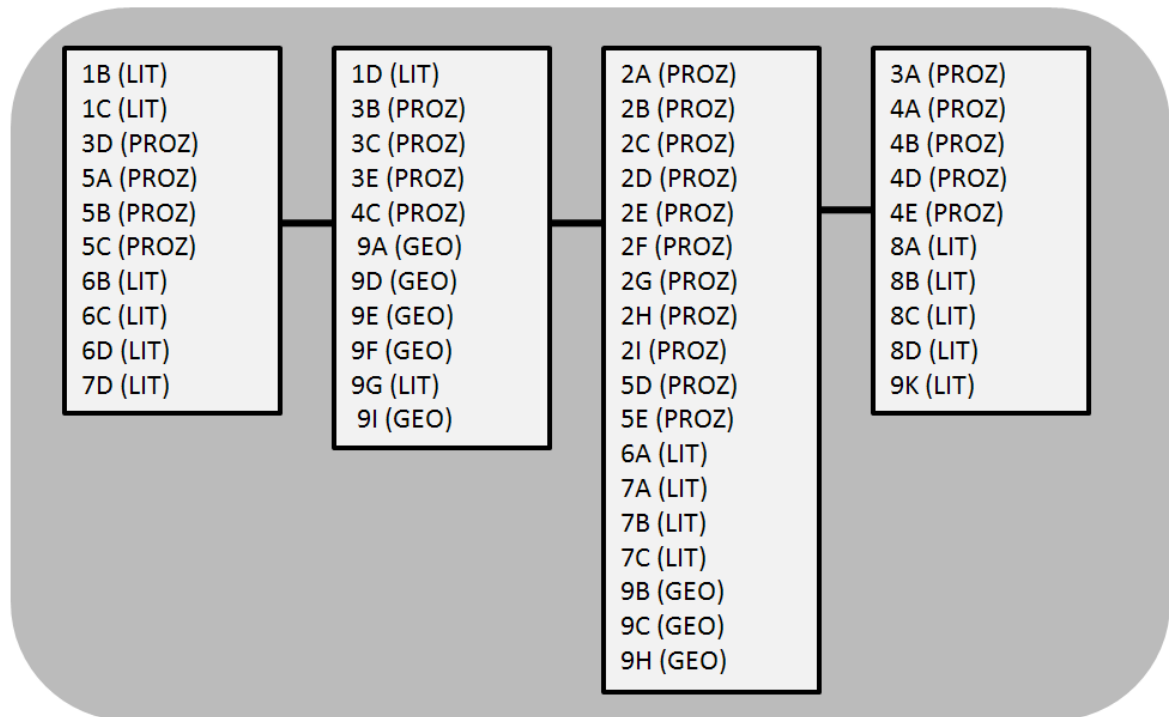 1B (LIT)
1C (LIT)
3D (PROZ)
5A (PROZ)
5B (PROZ)
5C (PROZ)
6B (LIT)
6C (LIT)
6D (LIT)
7D (LIT)
1D (LIT)
3B (PROZ)
3C (PROZ)
3E (PROZ)
4C (PROZ)
9A (GEO)
9D (GEO)
9E (GEO)
9F (GEO)
9G (LIT)
9I (GEO)
2A (PROZ)
2B (PROZ)
2C (PROZ)
2D (PROZ)
2E (PROZ)
2F (PROZ)
2G (PROZ)
2H (PROZ)
2I (PROZ)
5D (PROZ)
5E (PROZ)
6A (LIT)
7A (LIT)
7B (LIT)
7C (LIT)
9B (GEO)
9C (GEO)
9H (GEO)
3A (PROZ)
4A (PROZ)
4B (PROZ)
4D (PROZ)
4E (PROZ)
8A (LIT)
8B (LIT)
8C (LIT)
8D (LIT)
9K (LIT)